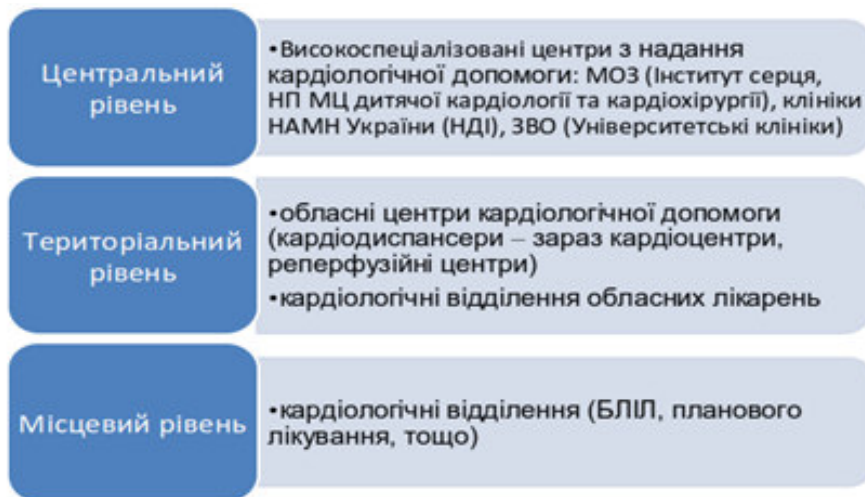 Центральний
рівень
•Високоспеціалізовані центри з надання
кардіологічної допомоги: МОЗ (Інститут серця,
НП МЦ дитячої кардіології та кардіохірургії), клініки
НАМН України (НДІ), ЗВО (Університетські клініки)
Територіальний
рівень
•обласні центри кардіологічної допомоги
(кардіодиспансери – зараз кардіоцентри,
реперфузійні центри)
•кардіологічні відділення обласних лікарень
Місцевий рівень
•кардіологічні відділення (БЛІЛ, планового
лікування, тощо)